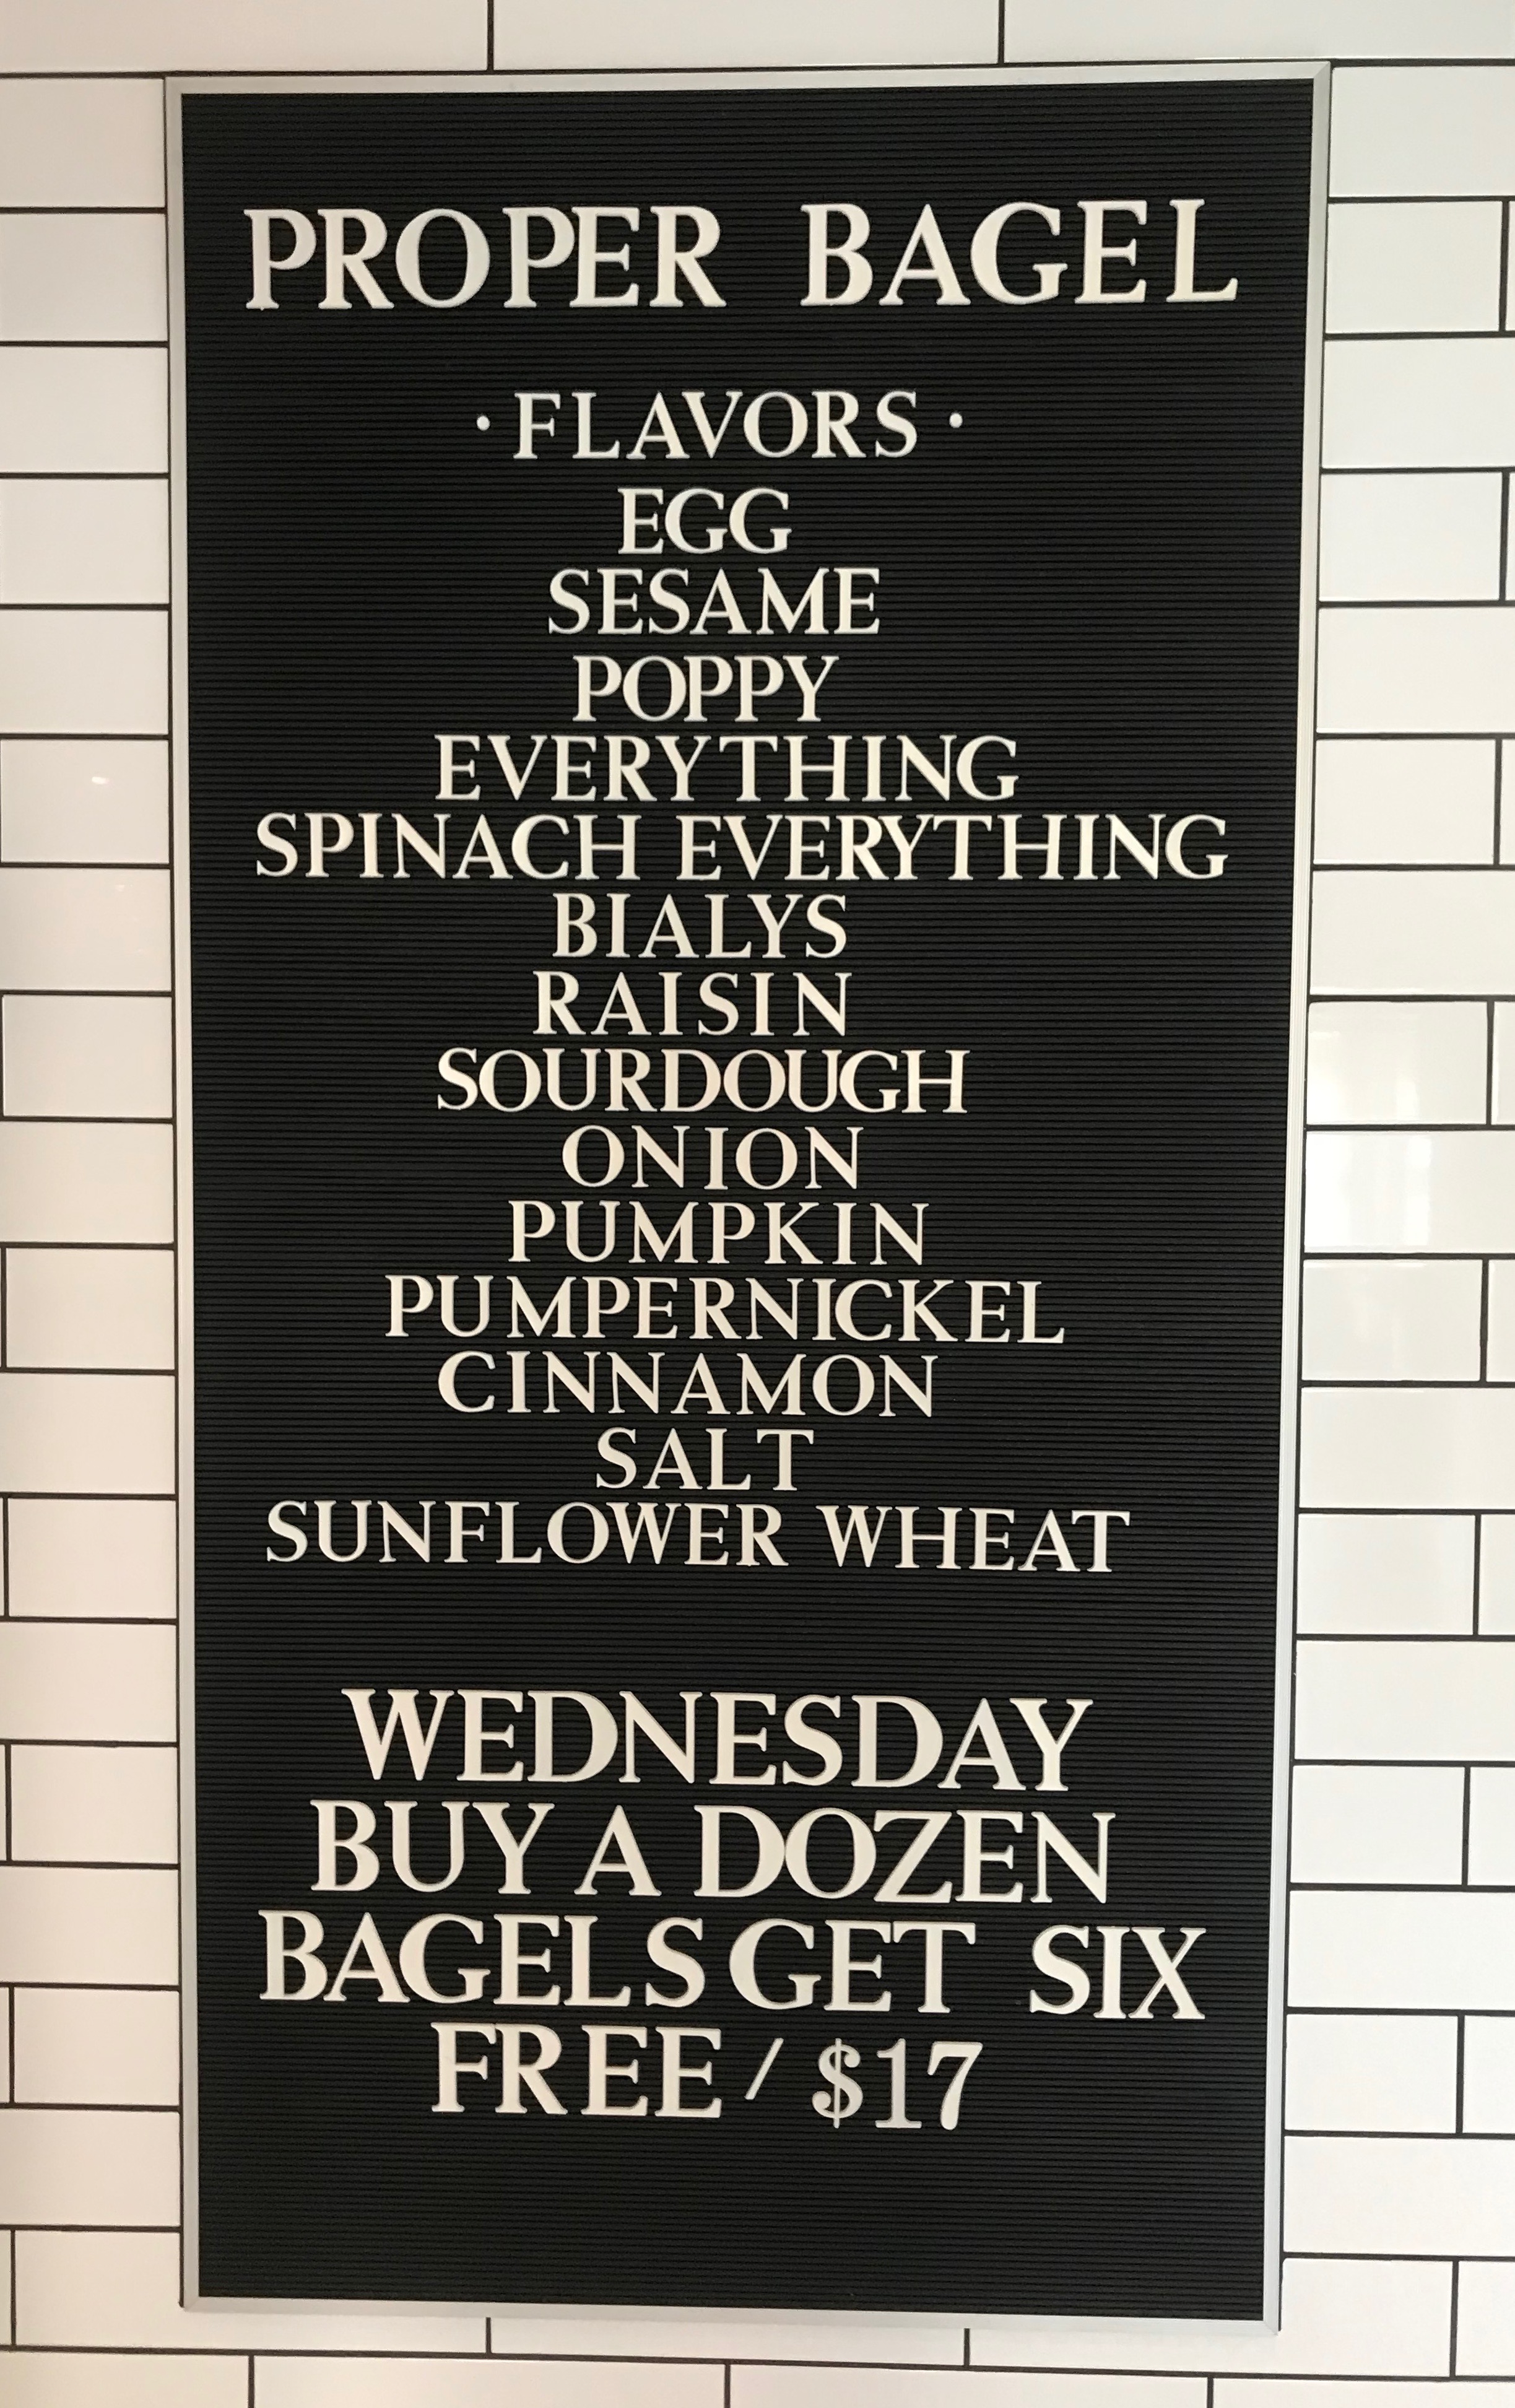 PROPER BAGEL
· FLAVORS ·
EGG
SESAME
POPPY
EVERYTHING
SPINACH EVERYTHING
BIALYS
RAISIN
SOURDOUGH
ONION
PUMPKIN
PUMPERNICKEL
CINNAMON
SALT
SUNFLOWER WHEAT
WEDNESDAY
BUY A DOZEN
BAGELS GET SIX
FREE / $17